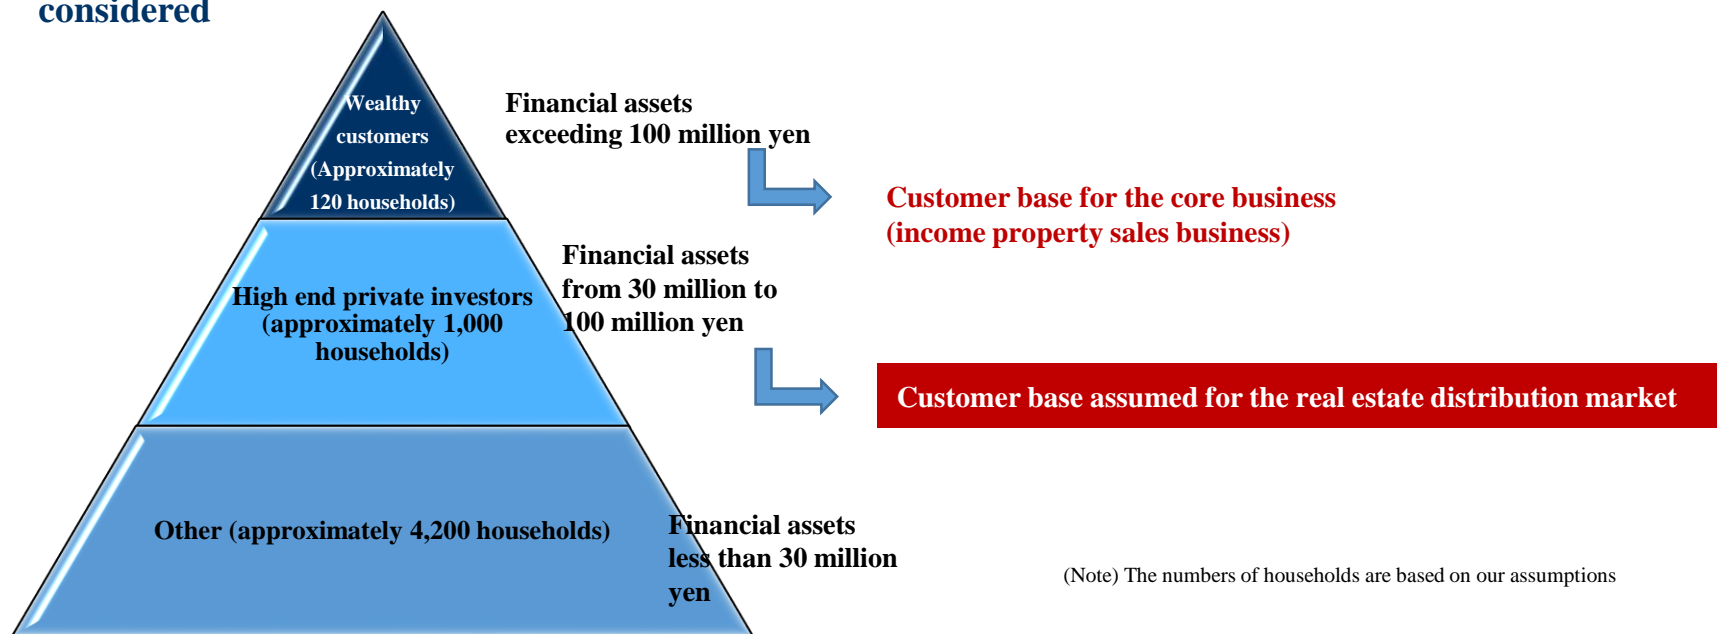 considered
Wealthy
customers
(Approximately
120 households)
Financial assets
exceeding 100 million yen
Customer base for the core business
(income property sales business)
High end private investors
(approximately 1,000
households)
Financial assets
from 30 million to
100 million yen
Customer base assumed for the real estate distribution market
Other (approximately 4,200 households)
Financial assets
less than 30 million
yen
(Note) The numbers of households are based on our assumptions